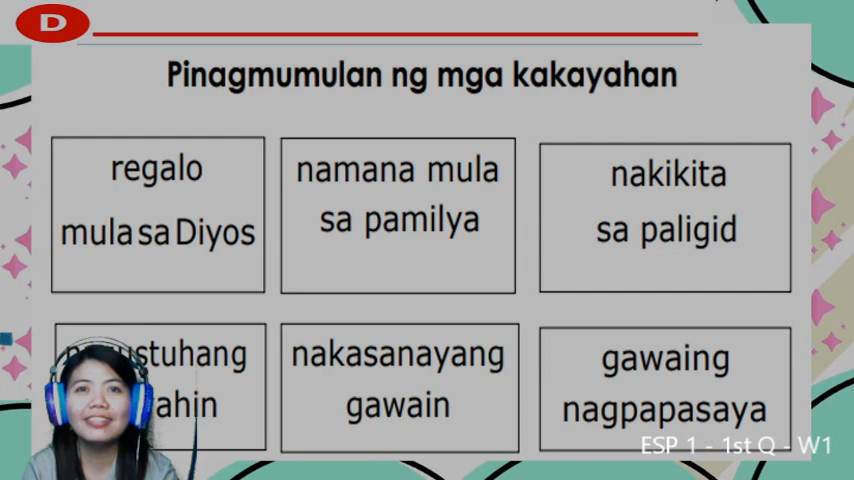 D
Pinagmumulan ng mga kakayahan
regalo
mula sa Diyos
namana mula
sa pamilya
nakikita
sa paligid
nakasanayang
gawain
gawaing
nagpapasaya
ESP 1 - 1st Q - W1